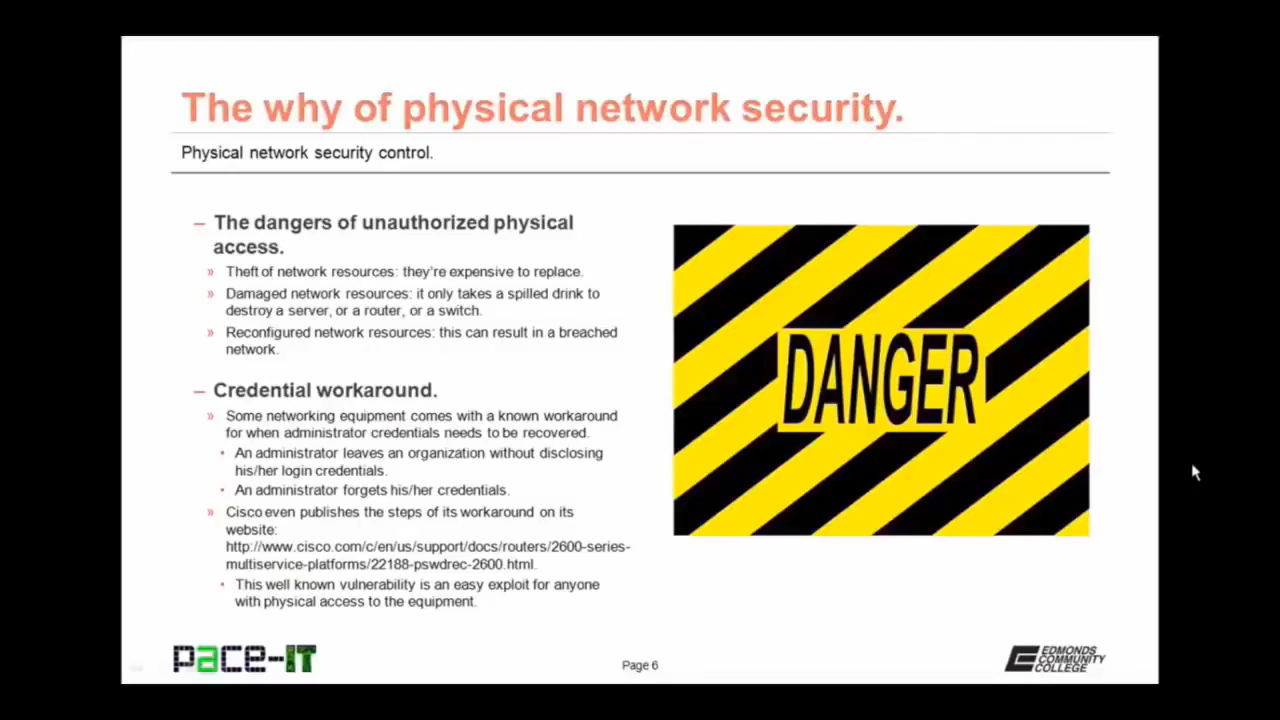 The why of physical network security.
Physical network security control.
– The dangers of unauthorized physical
access.
» Theft of network resources: they're expensive to replace.
» Damaged network resources: it only takes a spilled drink to
destroy a server, or a router, or a switch.
» Reconfigured network resources: this can result in a breached
network.
– Credential workaround.
» Some networking equipment comes with a known workaround
for when administrator credentials needs to be recovered.
• An administrator leaves an organization without disclosing
his/her login credentials.
• An administrator forgets his/her credentials.
» Cisco even publishes the steps of its workaround on its
website:
http://www.cisco.com/c/en/us/support/docs/routers/2600-series-
multiservice-platforms/22188-pswdrec-2600.html.
• This well known vulnerability is an easy exploit for anyone
with physical access to the equipment.
DANGER
pace-IT
Page 6
EDMONDS
COMMUNITY
COLLEGE